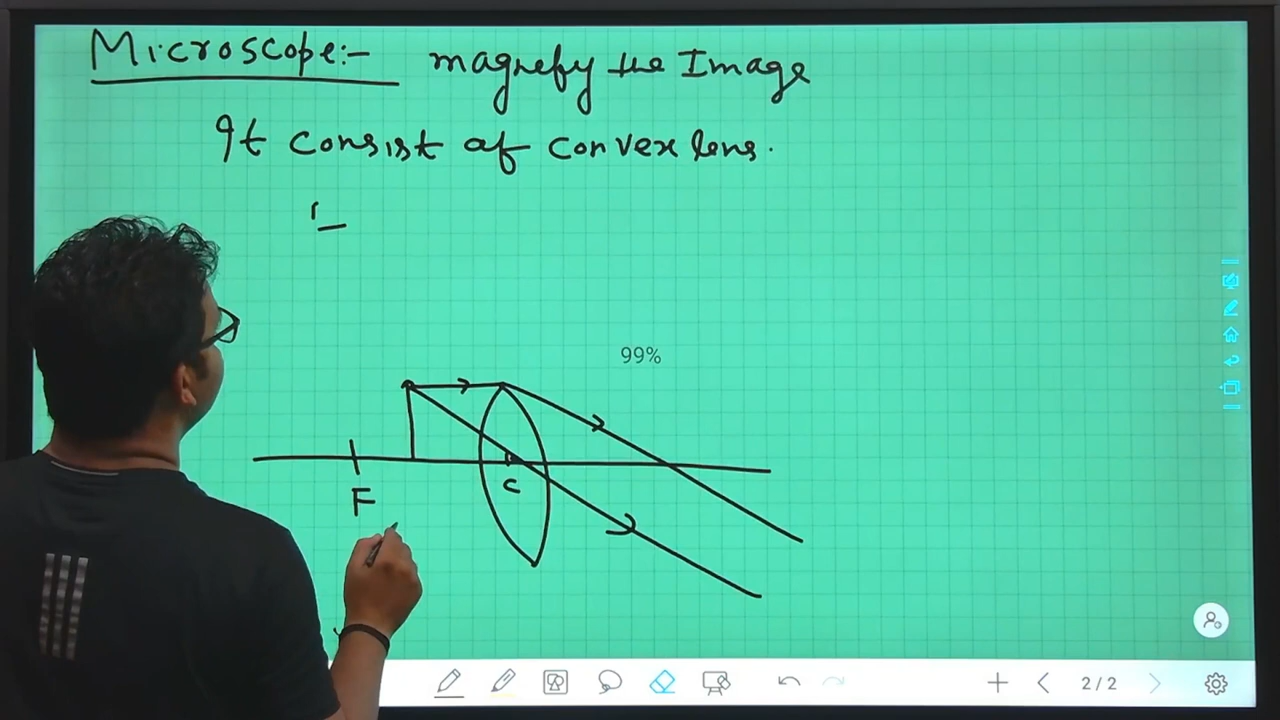 Microscope:- magnefy the Image
It consist of convex lens.
99%
F
C
2/2